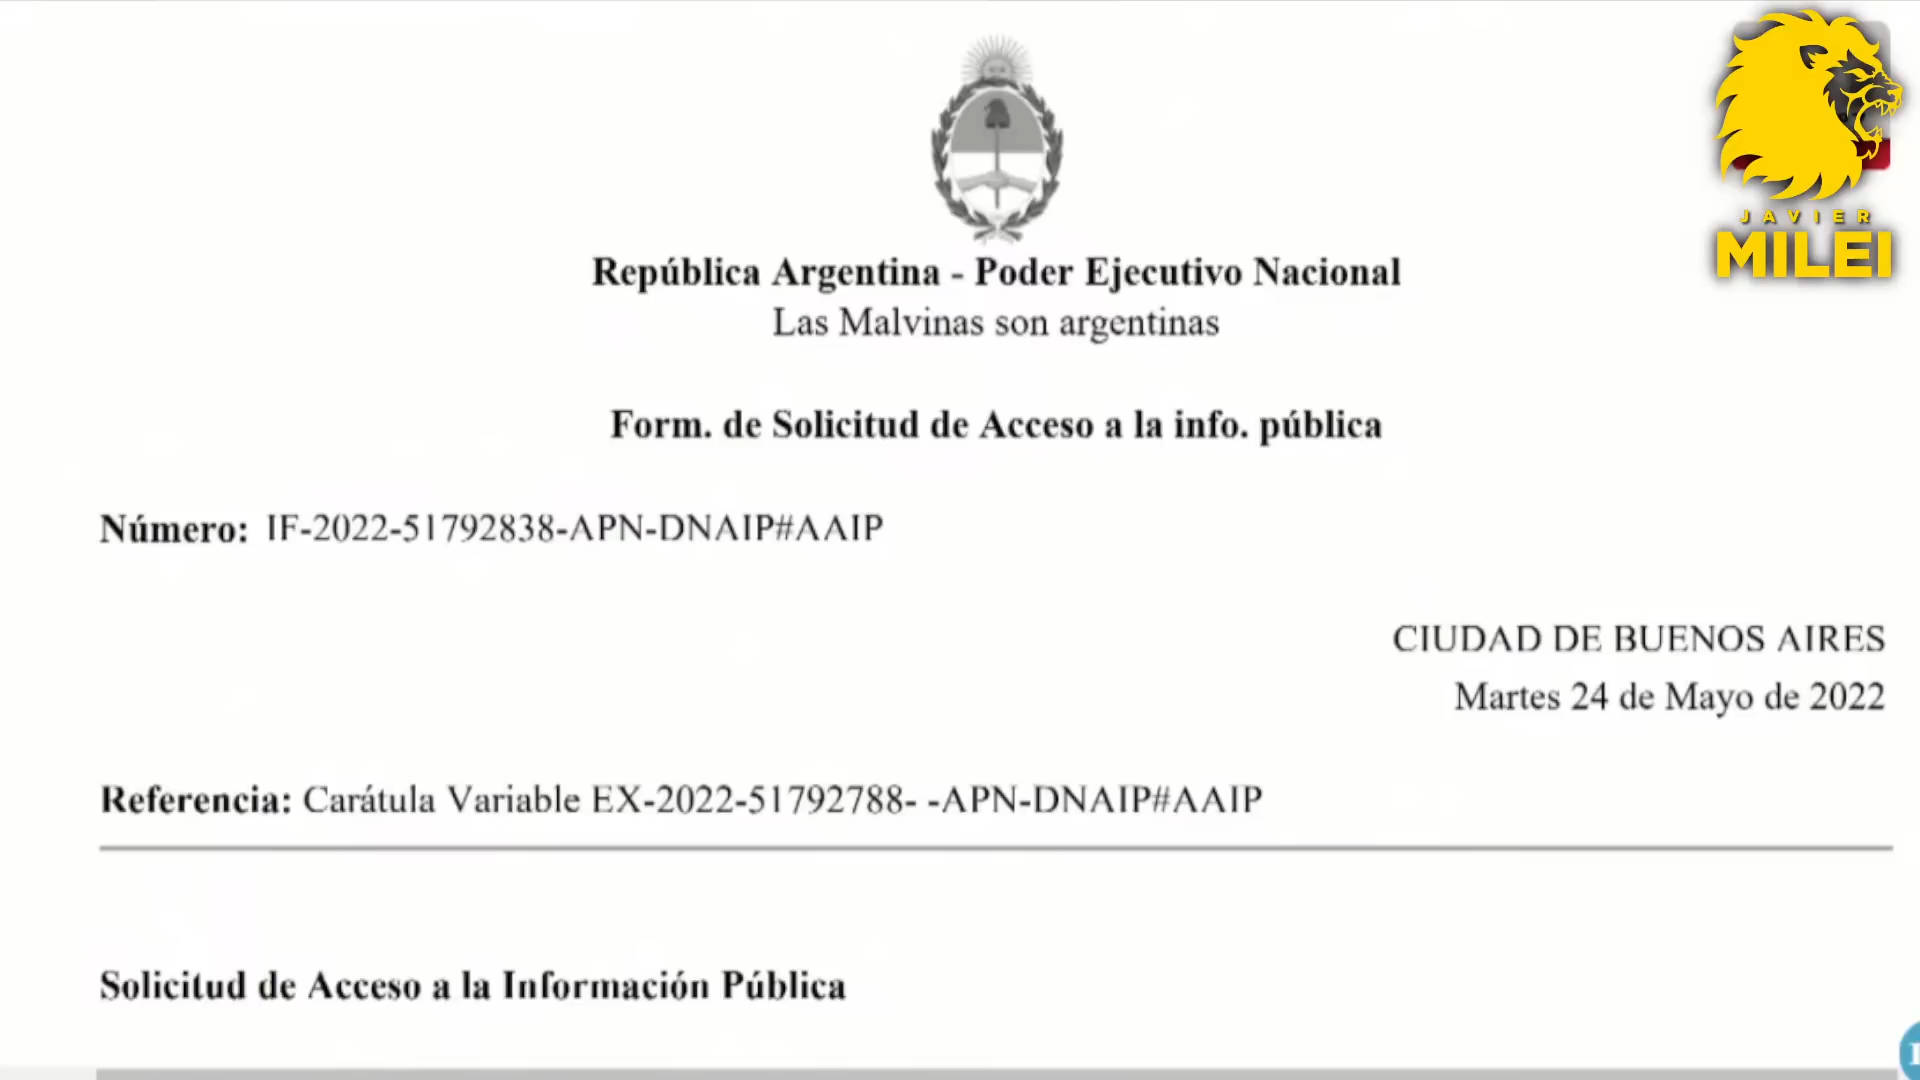 JAVIER
MILEI
República Argentina - Poder Ejecutivo Nacional
Las Malvinas son argentinas
Form. de Solicitud de Acceso a la info. pública
Número: IF-2022-51792838-APN-DNAIP#AAIP
CIUDAD DE BUENOS AIRES
Martes 24 de Mayo de 2022
Referencia: Carátula Variable EX-2022-51792788- -APN-DNAIP#AAIP
Solicitud de Acceso a la Información Pública